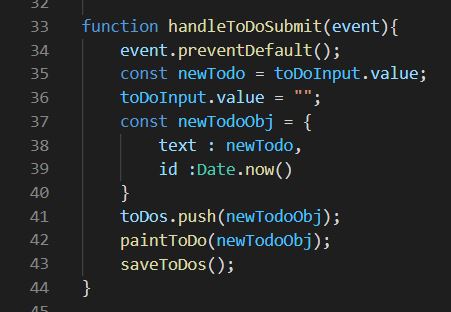 32
33 function handleToDoSubmit(event){
34     event.preventDefault();
35     const newTodo = toDoInput.value;
36     toDoInput.value = "";
37     const newTodoObj = {
38         text : newTodo,
39         id :Date.now()
40     }
41     toDos.push(newTodoObj);
42     paintToDo(newTodoObj);
43     saveToDos();
44 }
45